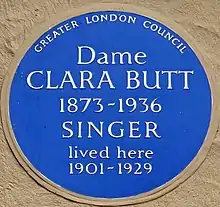 GREATER LONDON COUNCIL
Dame
CLARA BUTT
1873-1936
SINGER
lived here
1901-1929